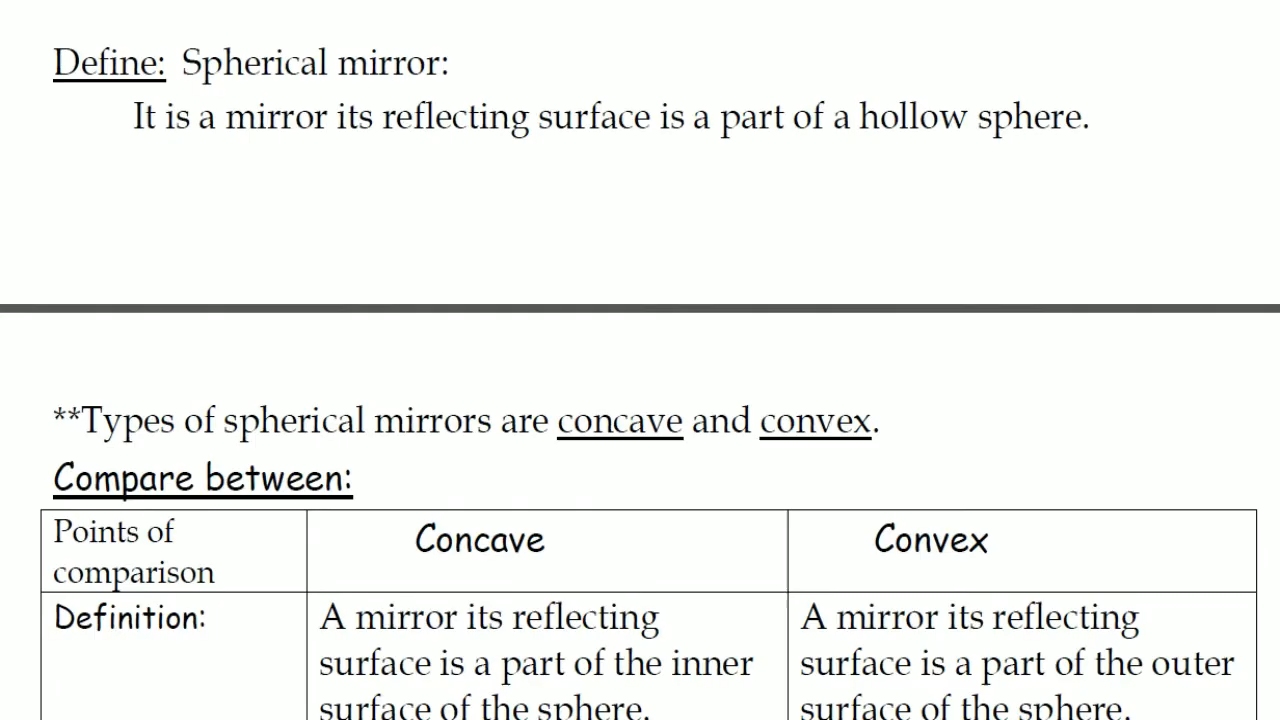 Define: Spherical mirror:
It is a mirror its reflecting surface is a part of a hollow sphere.
**Types of spherical mirrors are concave and convex.
Compare between:
Points of
comparison
Concave
Convex
Definition:
A mirror its reflecting
surface is a part of the inner
surface of the sphere.
A mirror its reflecting
surface is a part of the outer
surface of the sphere.